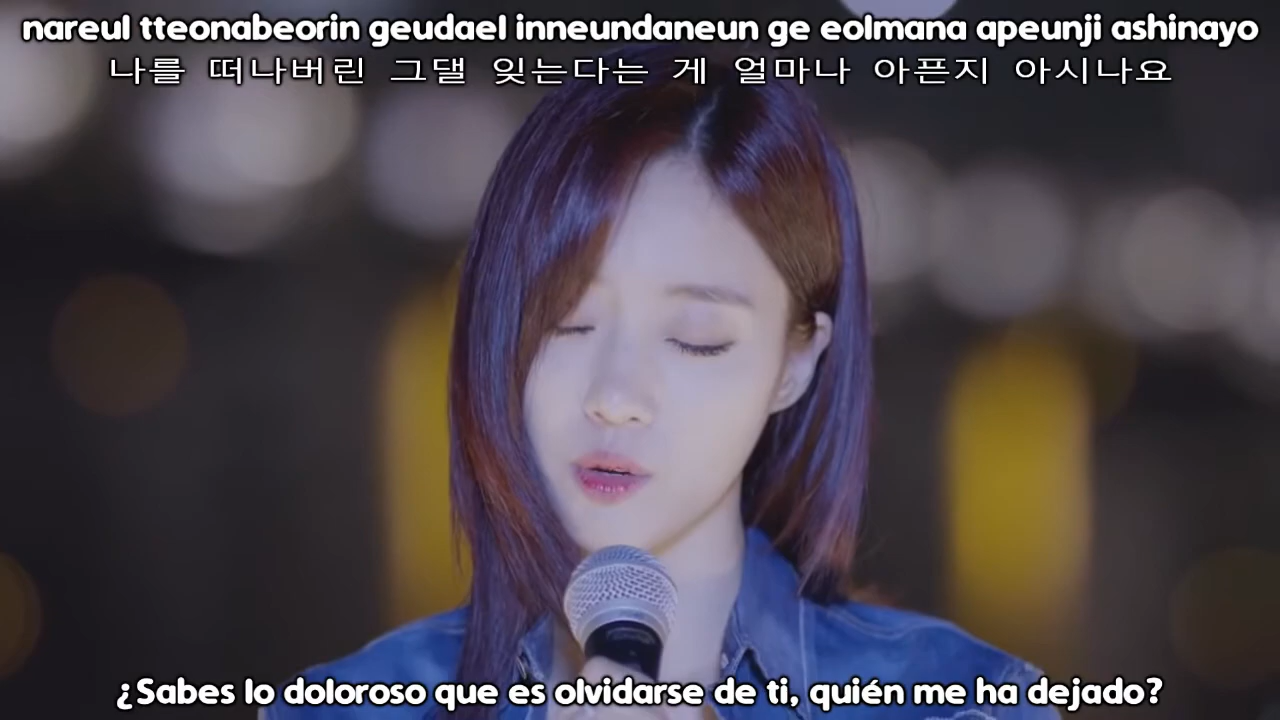 nareul tteonabeorin geudael inneundaneun ge eolmana apeunji ashinayo
나를 떠나버린 그댈 잊는다는 게 얼마나 아픈지 아시나요
¿Sabes lo doloroso que es olvidarse de ti, quién me ha dejado?